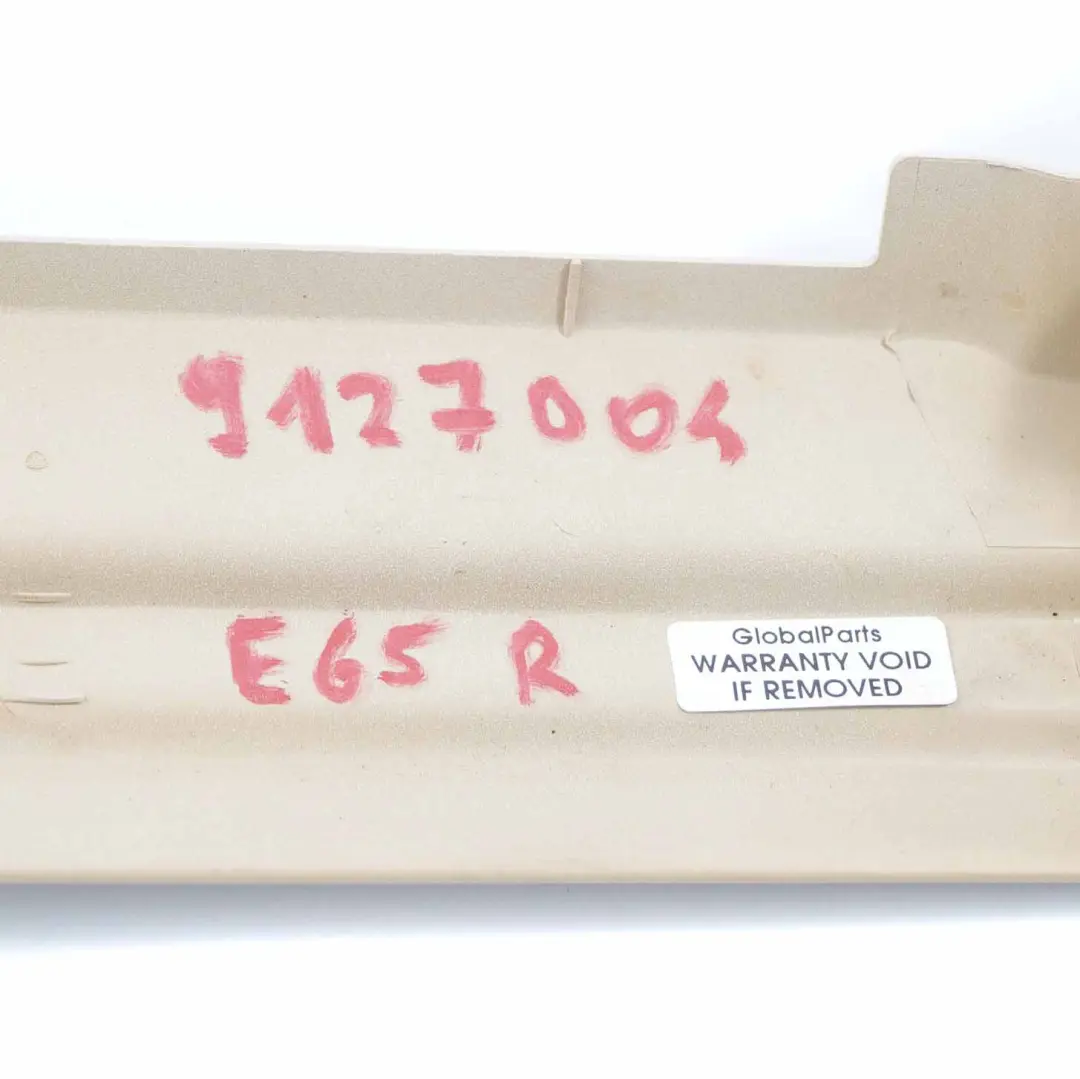 9127004
E65 R
GlobalParts
WARRANTY VOID
IF REMOVED